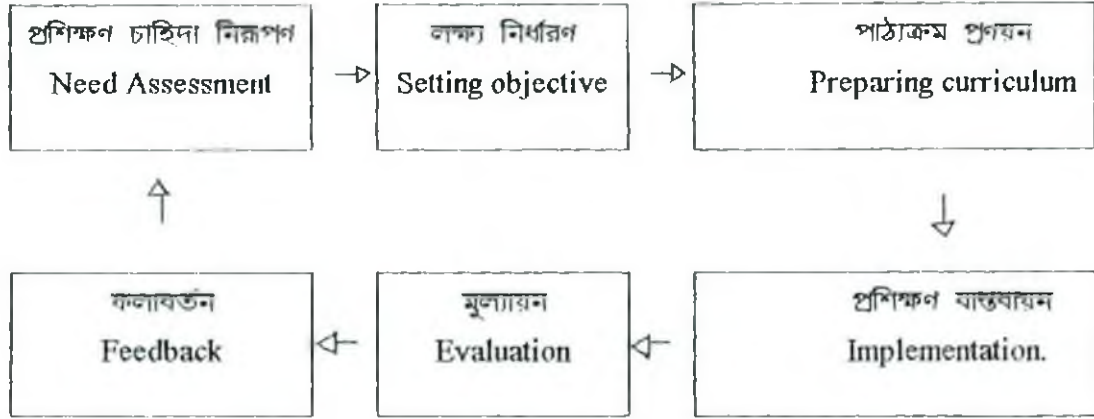 প্রশিক্ষণ চাহিদা নিরূপণ
Need Assessment
লক্ষ্য নির্ধারণ
Setting objective
পাঠ্যক্রম প্রণয়ন
Preparing curriculum
প্রশিক্ষণ বাস্তবায়ন
Implementation.
মূল্যায়ন
Evaluation
ফলাবর্তন
Feedback